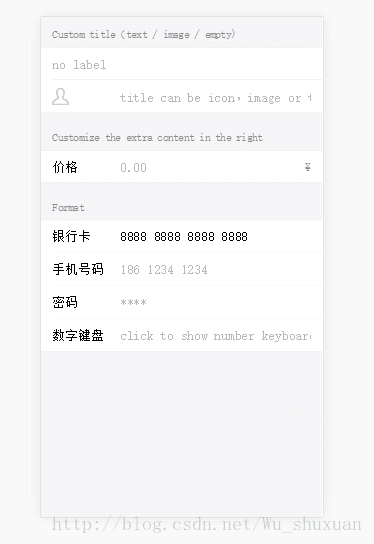 Custom title (text / image / empty)
no label
title can be icon，image or t
Customize the extra content in the right
价格 0.00 ¥
Format
银行卡 8888 8888 8888 8888
手机号码 186 1234 1234
密码 ****
数字键盘 click to show number keyboard
http://blog.csdn.net/Wu_shuxuan